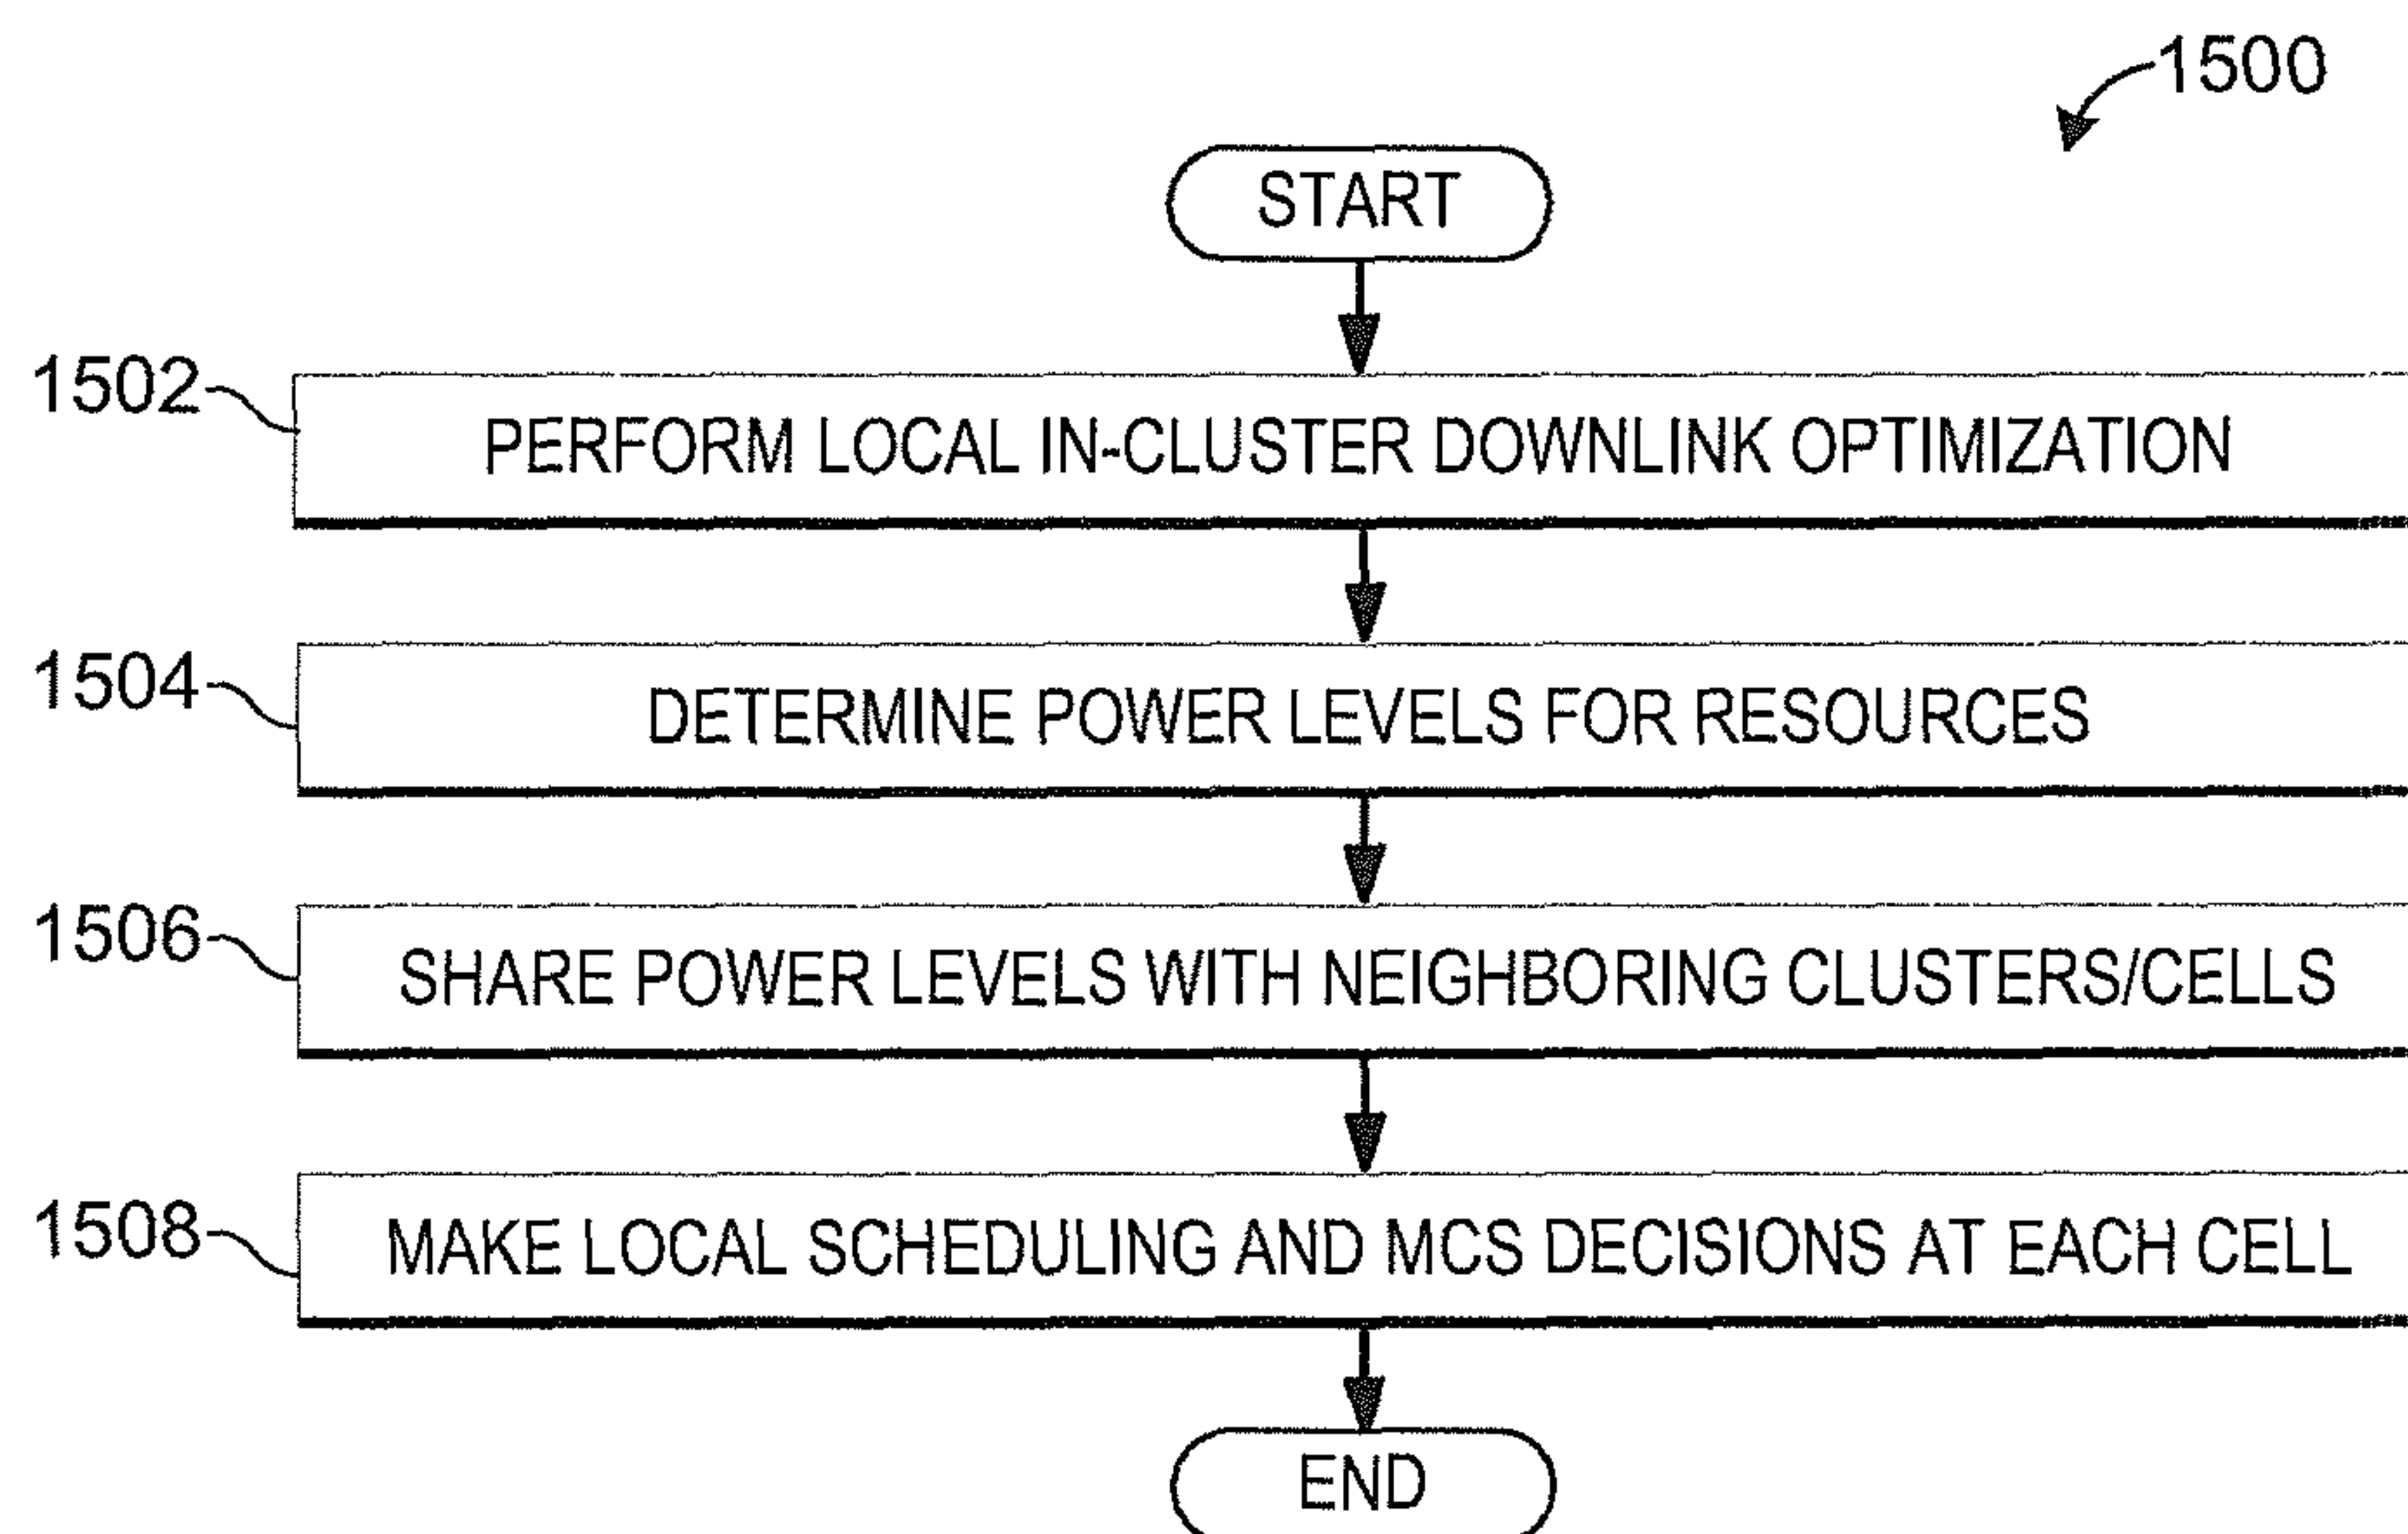 1500
START
1502
PERFORM LOCAL IN-CLUSTER DOWNLINK OPTIMIZATION
1504
DETERMINE POWER LEVELS FOR RESOURCES
1506
SHARE POWER LEVELS WITH NEIGHBORING CLUSTERS/CELLS
1508
MAKE LOCAL SCHEDULING AND MCS DECISIONS AT EACH CELL
END